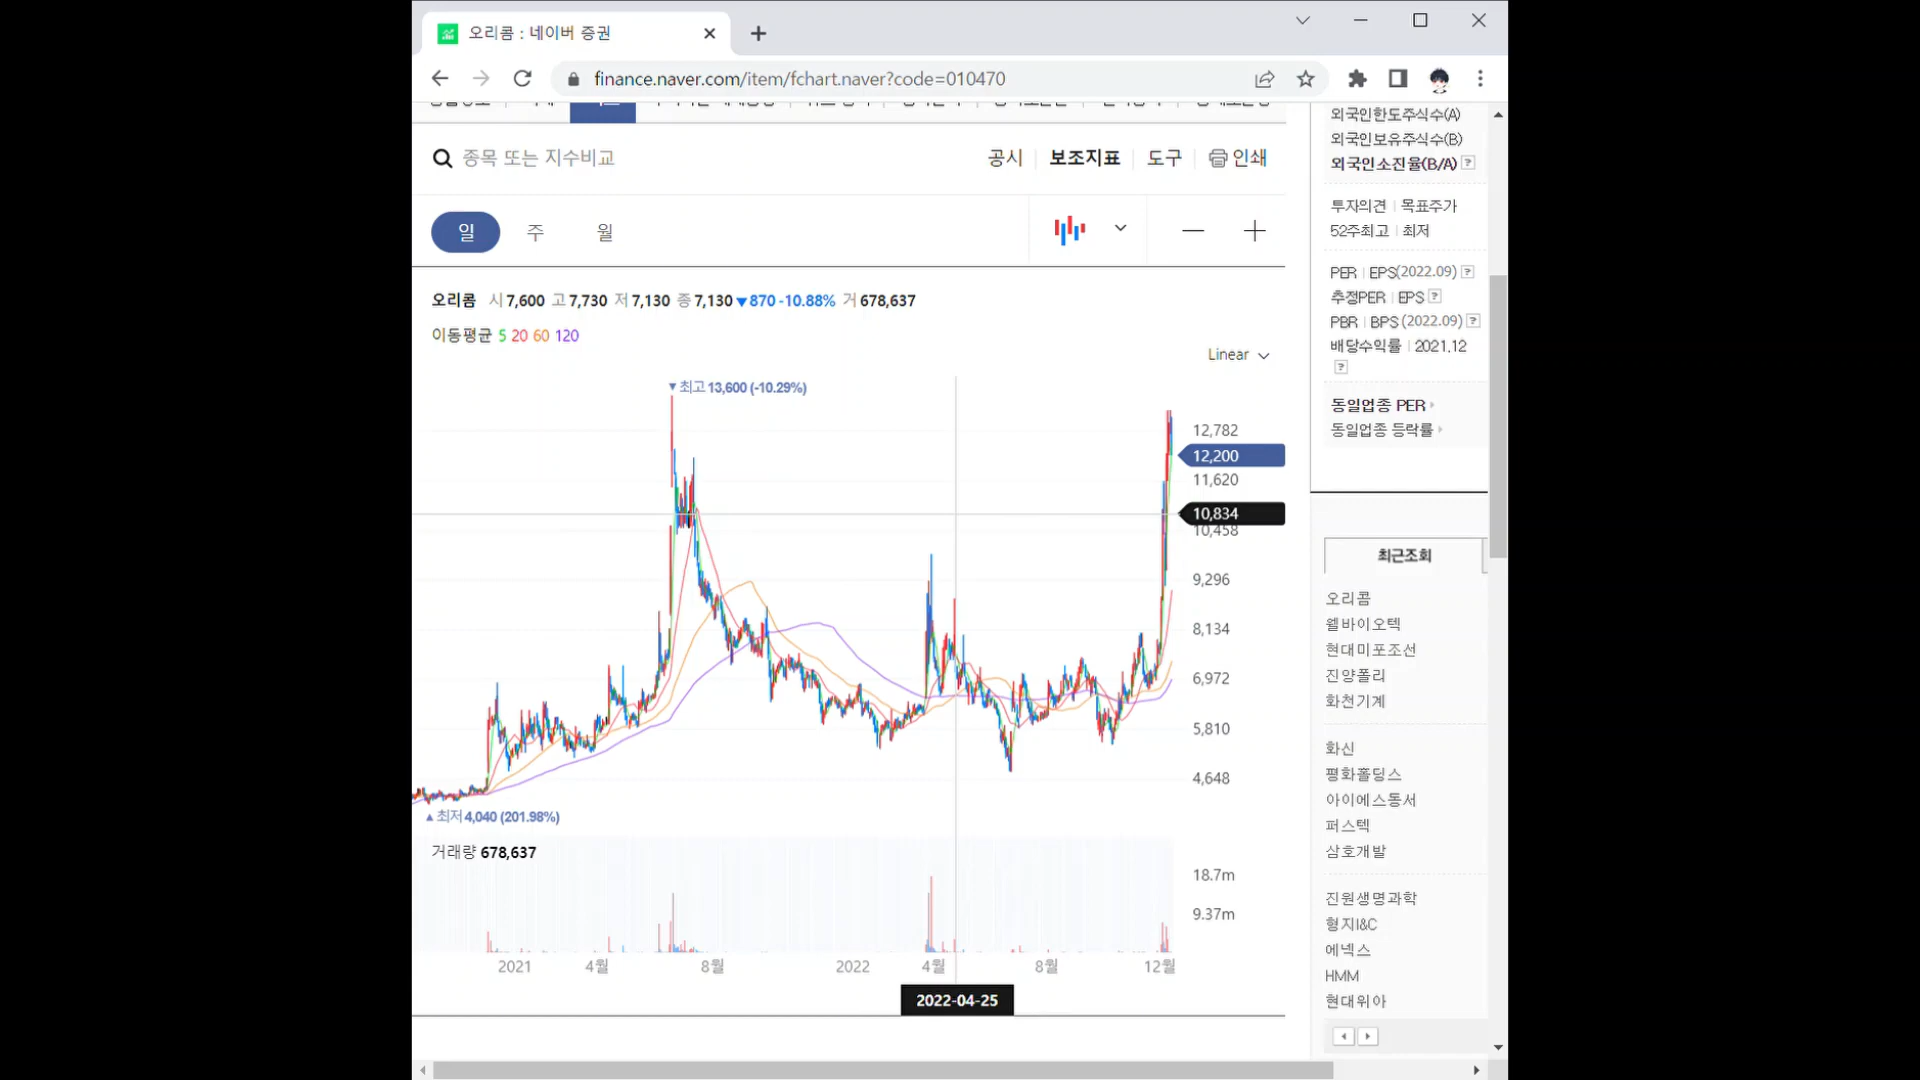 오리콤 : 네이버 증권
finance.naver.com/item/fchart.naver?code=010470
종목 또는 지수비교
공시 보조지표 도구 인쇄
일 주 월
오리콤 시 7,600 고 7,730 저 7,130 종 7,130 ▼870 -10.88% 거 678,637
이동평균 5 20 60 120
Linear
▼최고 13,600 (-10.29%)
12,782
12,200
11,620
10,834
10,458
9,296
8,134
6,972
5,810
4,648
▲최저 4,040 (201.98%)
거래량 678,637
18.7m
9.37m
2021 4월 8월 2022 4월 8월 12월
2022-04-25
외국인한도주식수(A)
외국인보유주식수(B)
외국인소진율(B/A) ?
투자의견 | 목표주가
52주최고 | 최저
PER | EPS(2022.09) ?
추정PER | EPS ?
PBR | BPS (2022.09) ?
배당수익률 | 2021.12
?
동일업종 PER
동일업종 등락률
최근조회
오리콤
웰바이오텍
현대미포조선
진양폴리
화천기계
화신
평화홀딩스
아이에스동서
퍼스텍
삼호개발
진원생명과학
형지I&C
에넥스
HMM
현대위아